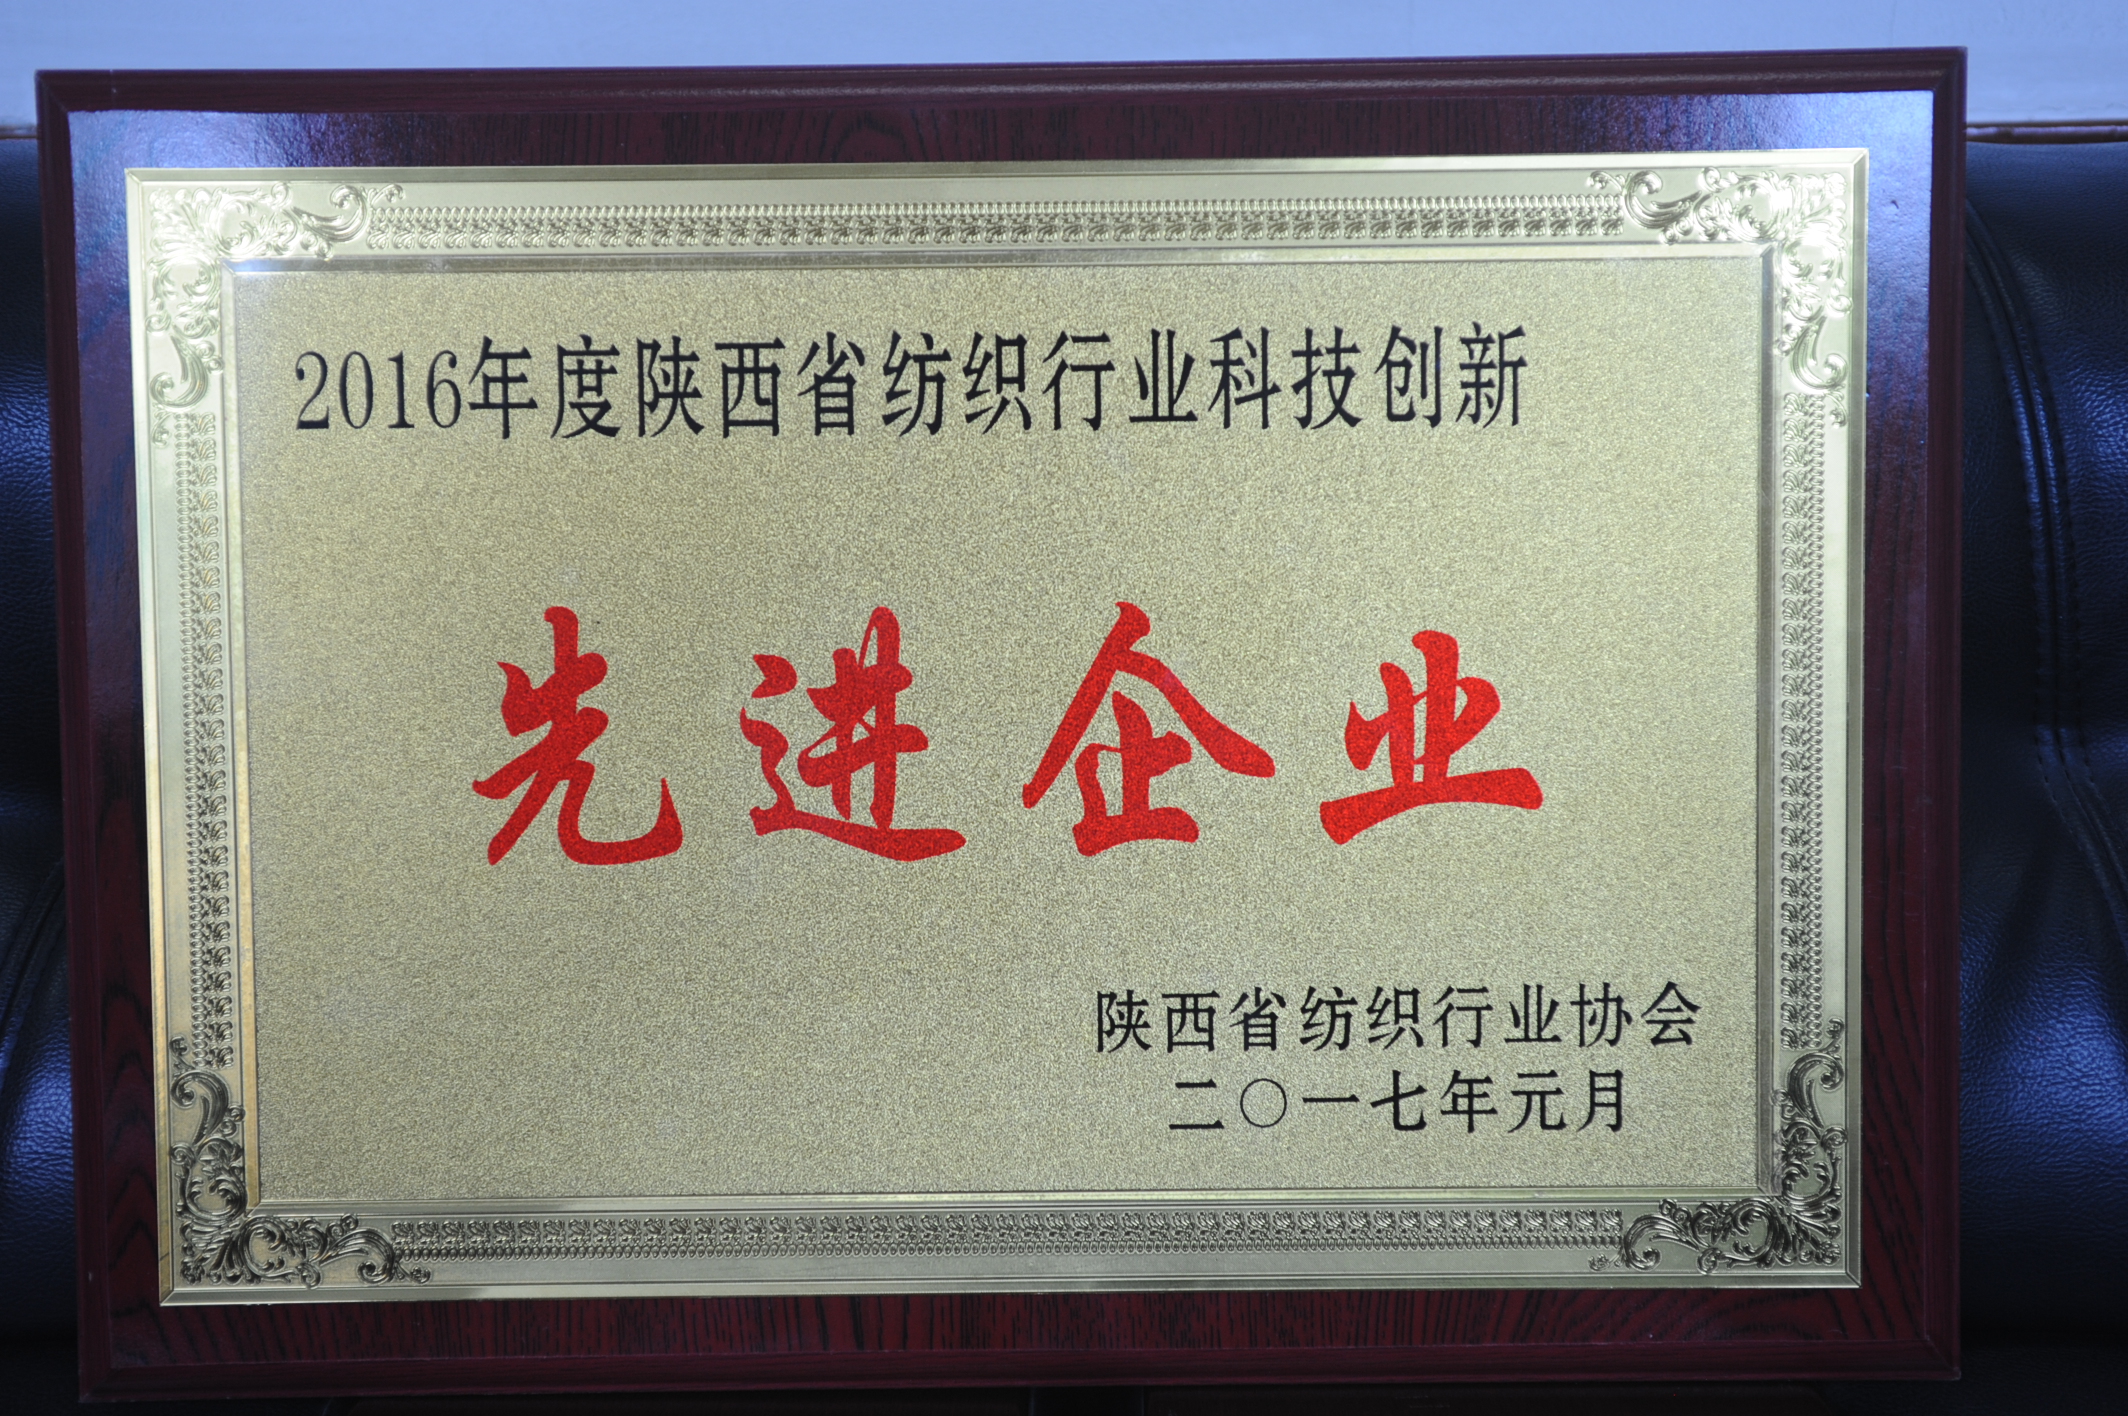 2016年度陕西省纺织行业科技创新
先进企业
陕西省纺织行业协会
二〇一七年元月